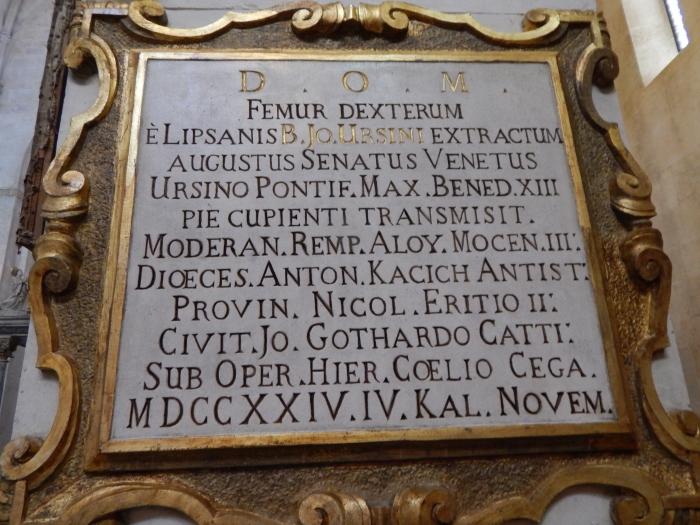 D. O. M.
FEMUR DEXTERUM
È LIPSANIS B. JO. URSINI EXTRACTUM
AUGUSTUS SENATUS VENETUS
URSINO PONTIF. MAX. BENED. XIII
PIE CUPIENTI TRANSMISIT.
MODERAN. REMP. ALOY. MOCEN. III:
DIŒCES. ANTON. KACICH ANTIST:
PROVIN. NICOL. ERITIO II:
CIVIT. JO. GOTHARDO CATTI:
SUB OPER. HIER. CŒLIO CEGA.
MDCCXXIV. IV. KAL. NOVEM.